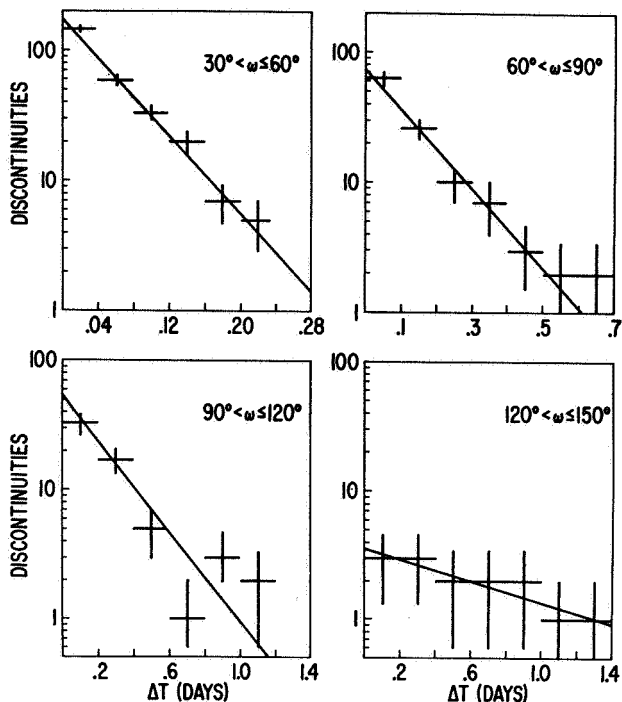 100
10
1
DISCONTINUITIES
30° < ω ≤ 60°
.04 .12 .20 .28
100
10
1
60° < ω ≤ 90°
.1 .3 .5 .7
100
10
1
DISCONTINUITIES
90° < ω ≤ 120°
.2 .6 1.0 1.4
ΔT (DAYS)
100
10
1
120° < ω ≤ 150°
.2 .6 1.0 1.4
ΔT (DAYS)